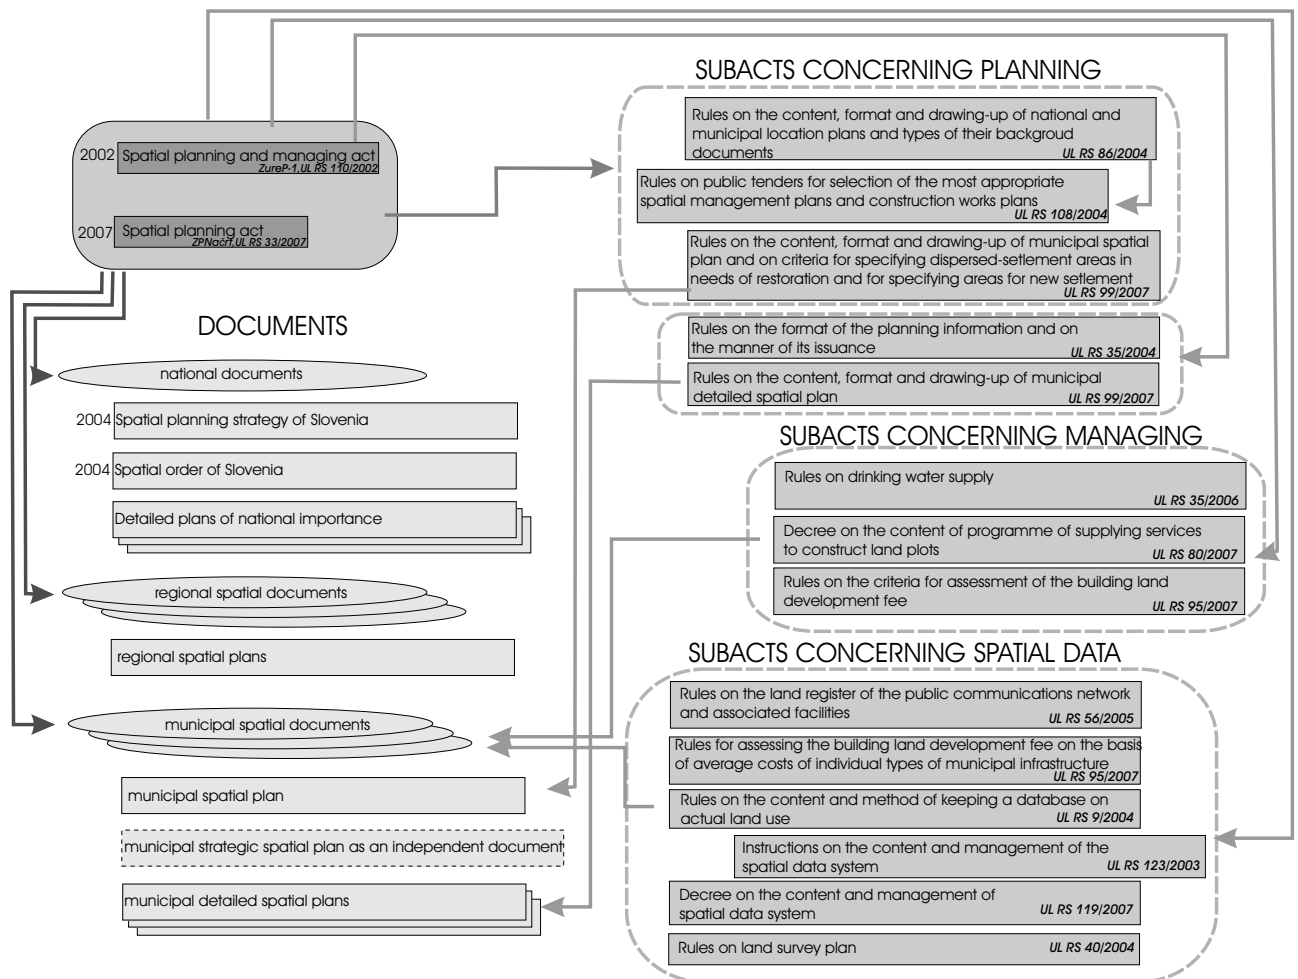 2002 Spatial planning and managing act
ZureP-1,UL RS 110/2002
2007 Spatial planning act
ZPNačrt,UL RS 33/2007
DOCUMENTS
national documents
2004 Spatial planning strategy of Slovenia
2004 Spatial order of Slovenia
Detailed plans of national importance
regional spatial documents
regional spatial plans
municipal spatial documents
municipal spatial plan
municipal strategic spatial plan as an independent document
municipal detailed spatial plans
SUBACTS CONCERNING PLANNING
Rules on the content, format and drawing-up of national and
municipal location plans and types of their backgroud
documents
UL RS 86/2004
Rules on public tenders for selection of the most appropriate
spatial management plans and construction works plans
UL RS 108/2004
Rules on the content, format and drawing-up of municipal spatial
plan and on criteria for specifying dispersed-setlement areas in
needs of restoration and for specifying areas for new setlement
UL RS 99/2007
Rules on the format of the planning information and on
the manner of its issuance
UL RS 35/2004
Rules on the content, format and drawing-up of municipal
detailed spatial plan
UL RS 99/2007
SUBACTS CONCERNING MANAGING
Rules on drinking water supply
UL RS 35/2006
Decree on the content of programme of supplying services
to construct land plots
UL RS 80/2007
Rules on the criteria for assessment of the building land
development fee
UL RS 95/2007
SUBACTS CONCERNING SPATIAL DATA
Rules on the land register of the public communications network
and associated facilities
UL RS 56/2005
Rules for assessing the building land development fee on the basis
of average costs of individual types of municipal infrastructure
UL RS 95/2007
Rules on the content and method of keeping a database on
actual land use
UL RS 9/2004
Instructions on the content and management of the
spatial data system
UL RS 123/2003
Decree on the content and management of
spatial data system
UL RS 119/2007
Rules on land survey plan
UL RS 40/2004